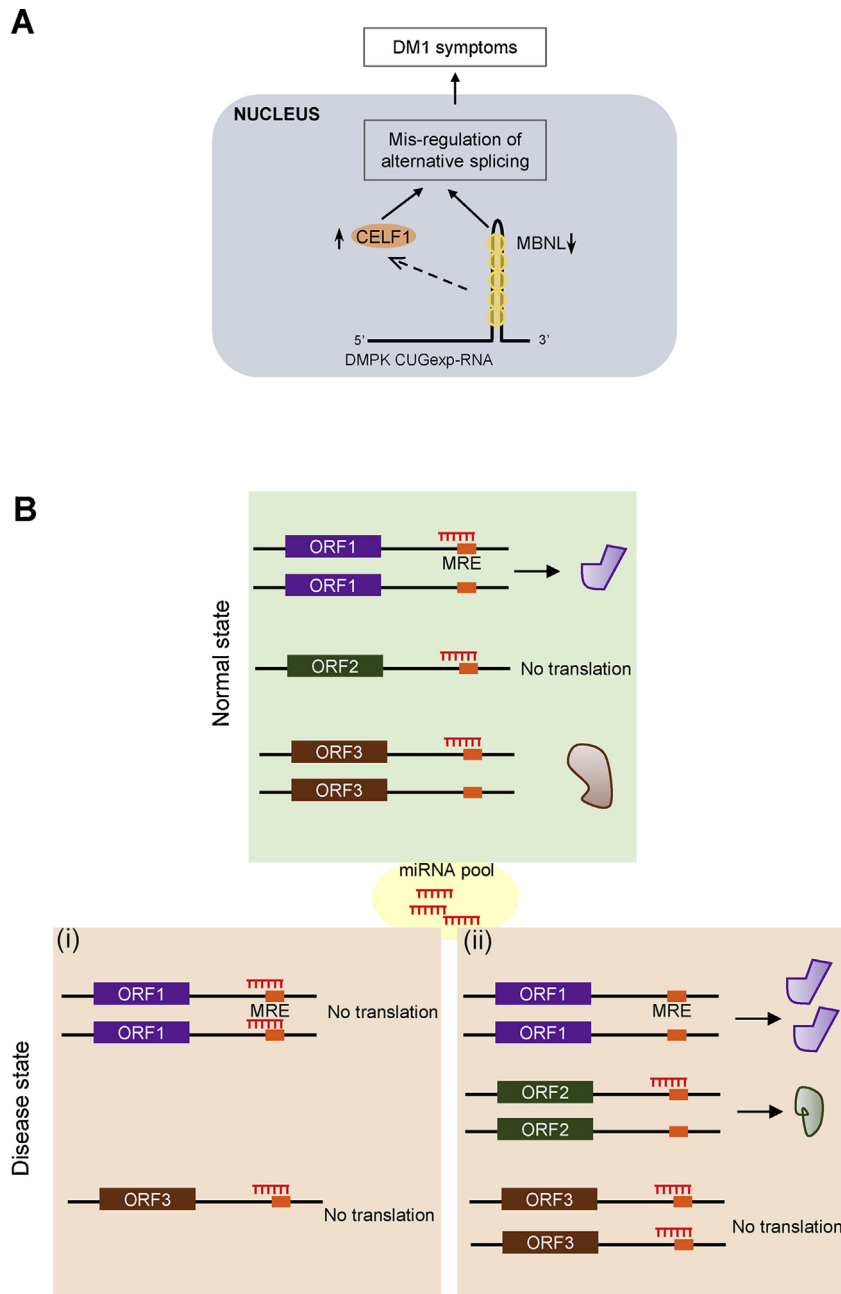 A
DM1 symptoms
NUCLEUS
Mis-regulation of
alternative splicing
CELF1
MBNL
5'
3'
DMPK CUGexp-RNA
B
Normal state
ORF1
MRE
ORF1
ORF2
No translation
ORF3
ORF3
miRNA pool
Disease state
(i)
ORF1
MRE
No translation
ORF1
ORF3
No translation
(ii)
ORF1
MRE
ORF1
ORF2
ORF2
ORF3
No translation
ORF3